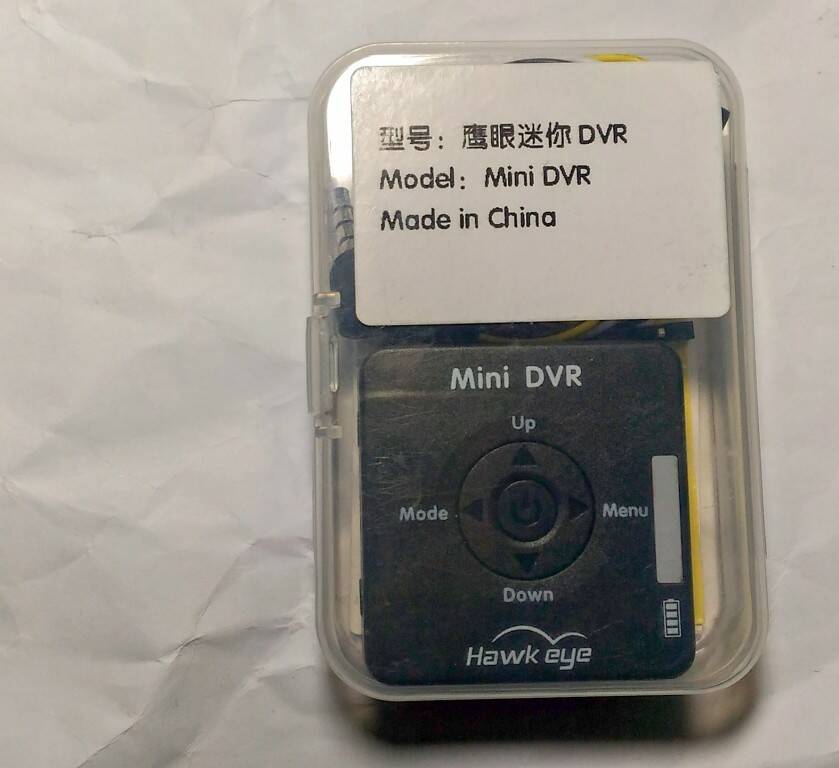 型号：鹰眼迷你 DVR
Model：Mini DVR
Made in China
Mini DVR
Up
Mode
Menu
Down
Hawk eye